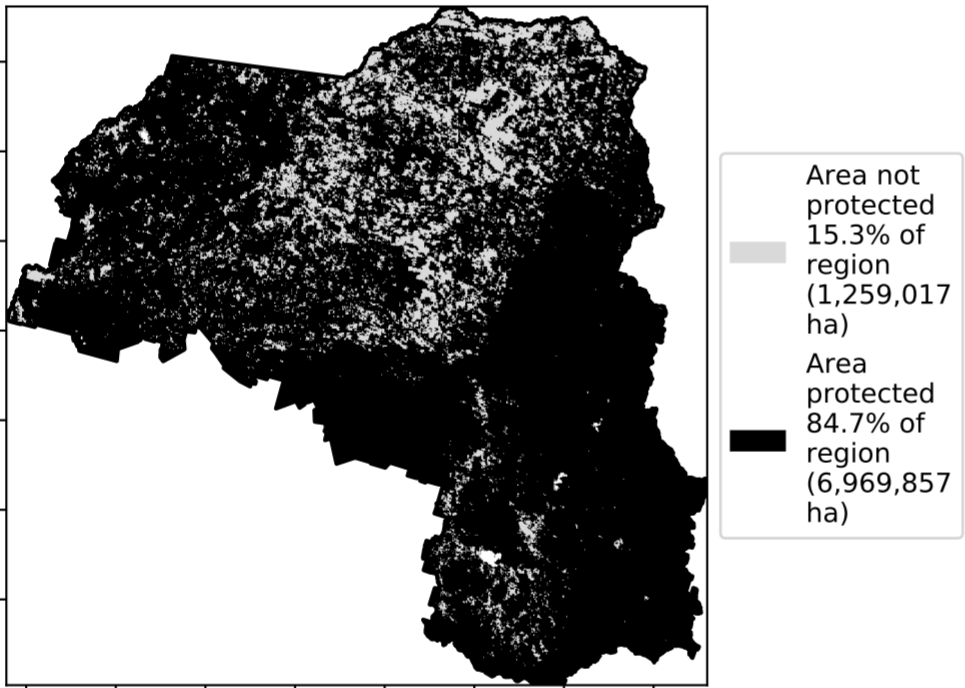 Area not
protected
15.3% of
region
(1,259,017
ha)
Area
protected
84.7% of
region
(6,969,857
ha)